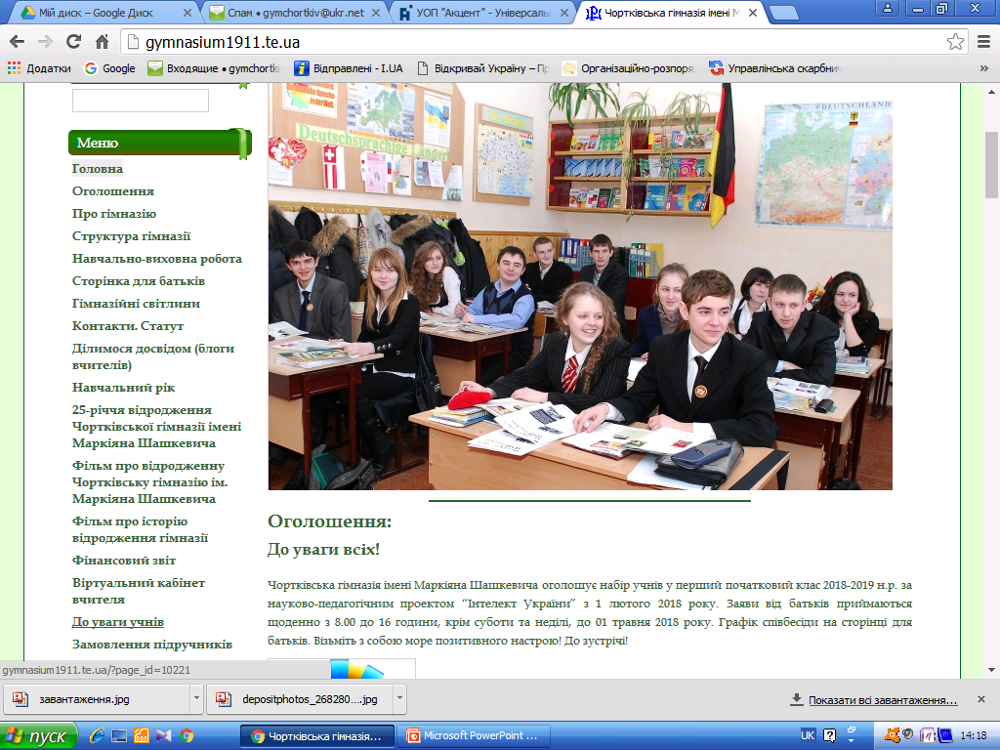 Мій диск – Google Диск
Спам • gymchortkiv@ukr.net
УОП "Акцент" - Універсаль
Чортківська гімназія імені М
gymnasium1911.te.ua
Додатки
Google
Входящие • gymchortki
Відправлені - I.UA
Відкривай Україну – Пр
Організаційно-розпоря
Управлінська скарбнич
Меню
Головна
Оголошення
Про гімназію
Структура гімназії
Навчально-виховна робота
Сторінка для батьків
Гімназійні світлини
Контакти. Статут
Ділимося досвідом (блоги
вчителів)
Навчальний рік
25-річчя відродження
Чортківської гімназії імені
Маркіяна Шашкевича
Фільм про відродженну
Чортківську гімназію ім.
Маркіяна Шашкевича
Фільм про історію
відродження гімназії
Фінансовий звіт
Віртуальний кабінет
вчителя
До уваги учнів
Замовлення підручників
Deutschsprachige Länder
DEUTSCHLAND
Оголошення:
До уваги всіх!
Чортківська гімназія імені Маркіяна Шашкевича оголошує набір учнів у перший початковий клас 2018-2019 н.р. за
науково-педагогічним проектом “Інтелект України” з 1 лютого 2018 року. Заяви від батьків приймаються
щоденно з 8.00 до 16 години, крім суботи та неділі, до 01 травня 2018 року. Графік співбесіди на сторінці для
батьків. Візьміть з собою море позитивного настрою! До зустрічі!
gymnasium1911.te.ua/?page_id=10221
завантаження.jpg
depositphotos_268280....jpg
Показати всі завантаження...
пуск
Чортківська гімназія...
Microsoft PowerPoint ...
UK
14:18